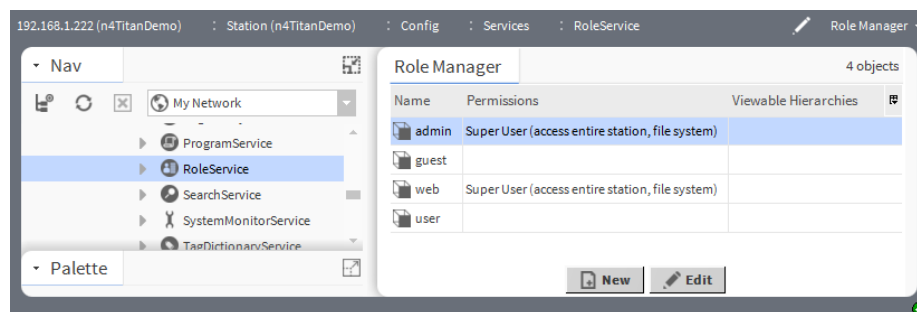 192.168.1.222 (n4TitanDemo) : Station (n4TitanDemo) : Config : Services : RoleService Role Manager
Nav
My Network
ProgramService
RoleService
SearchService
SystemMonitorService
TagDictionaryService
Palette
Role Manager 4 objects
Name Permissions Viewable Hierarchies
admin Super User (access entire station, file system)
guest
web Super User (access entire station, file system)
user
New Edit